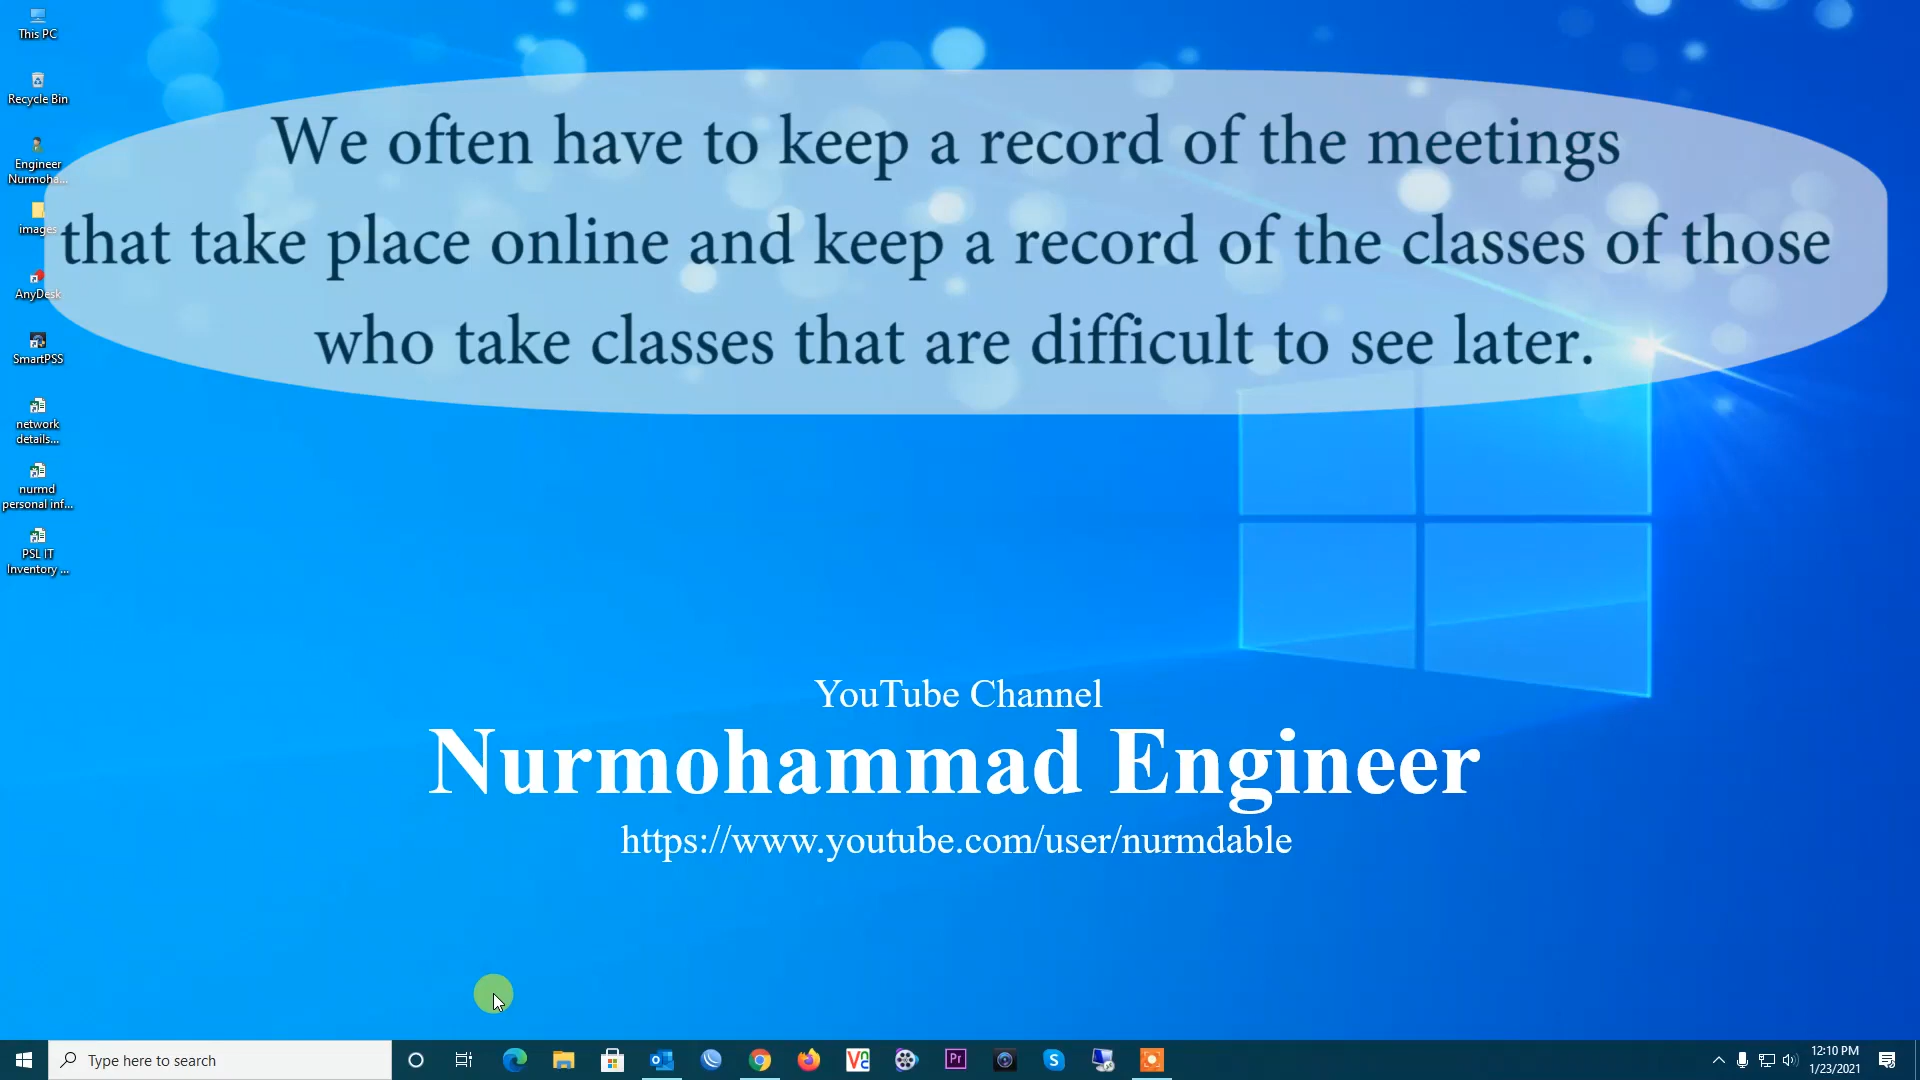 This PC
Recycle Bin
Engineer
Nurmoha...
images
AnyDesk
SmartPSS
network
details...
nurmd
personal inf...
PSL IT
Inventory ...
We often have to keep a record of the meetings
that take place online and keep a record of the classes of those
who take classes that are difficult to see later.
YouTube Channel
Nurmohammad Engineer
https://www.youtube.com/user/nurmdable
Type here to search
Pr
12:10 PM
1/23/2021